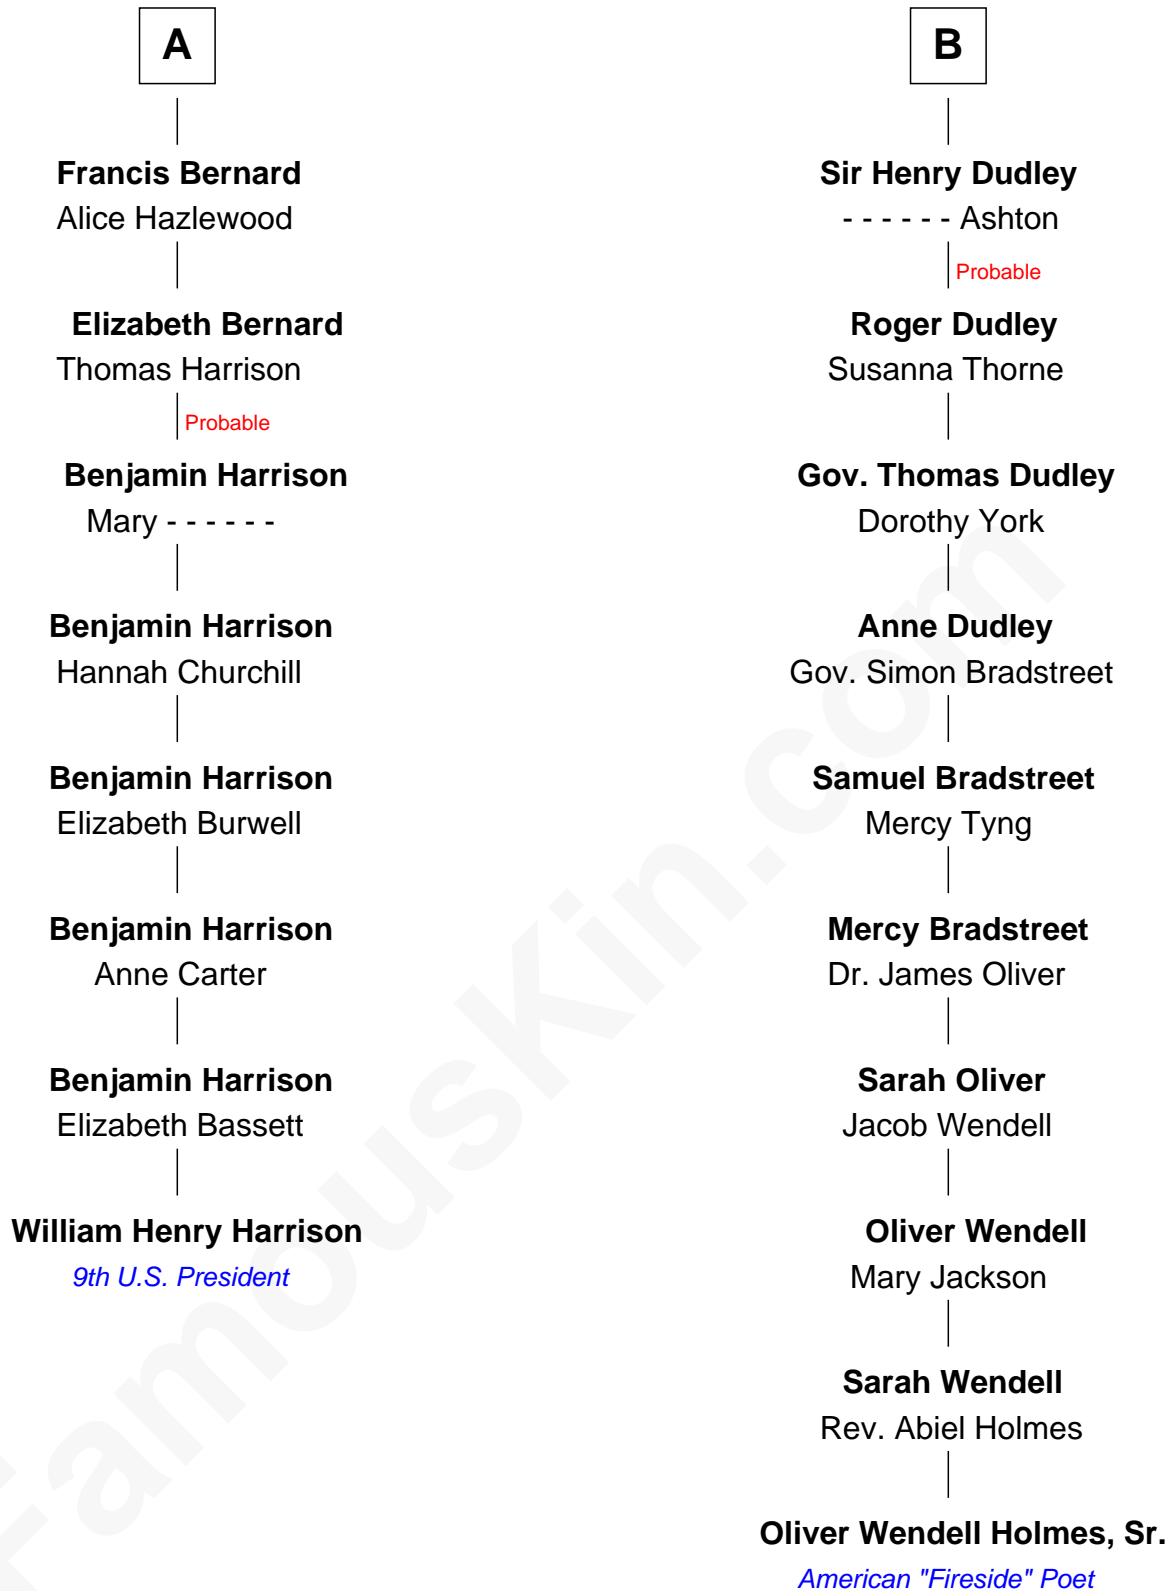 A
Francis Bernard
Alice Hazlewood
Elizabeth Bernard
Thomas Harrison
Probable
Benjamin Harrison
Mary - - - - - -
Benjamin Harrison
Hannah Churchill
Benjamin Harrison
Elizabeth Burwell
Benjamin Harrison
Anne Carter
Benjamin Harrison
Elizabeth Bassett
William Henry Harrison
9th U.S. President
B
Sir Henry Dudley
- - - - - - Ashton
Probable
Roger Dudley
Susanna Thorne
Gov. Thomas Dudley
Dorothy York
Anne Dudley
Gov. Simon Bradstreet
Samuel Bradstreet
Mercy Tyng
Mercy Bradstreet
Dr. James Oliver
Sarah Oliver
Jacob Wendell
Oliver Wendell
Mary Jackson
Sarah Wendell
Rev. Abiel Holmes
Oliver Wendell Holmes, Sr.
American "Fireside" Poet
FamousKin.com